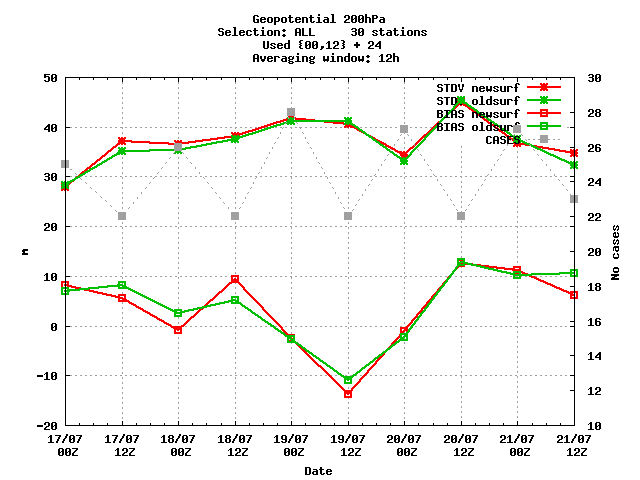 Geopotential 200hPa
Selection: ALL     30 stations
Used {00,12} + 24
Averaging window: 12h
50
40
30
20
10
0
-10
-20
m
30
28
26
24
22
20
18
16
14
12
10
No cases
STDV newsurf
STDV oldsurf
BIAS newsurf
BIAS oldsurf
CASES
17/07 17/07 18/07 18/07 19/07 19/07 20/07 20/07 21/07 21/07
00Z 12Z 00Z 12Z 00Z 12Z 00Z 12Z 00Z 12Z
Date